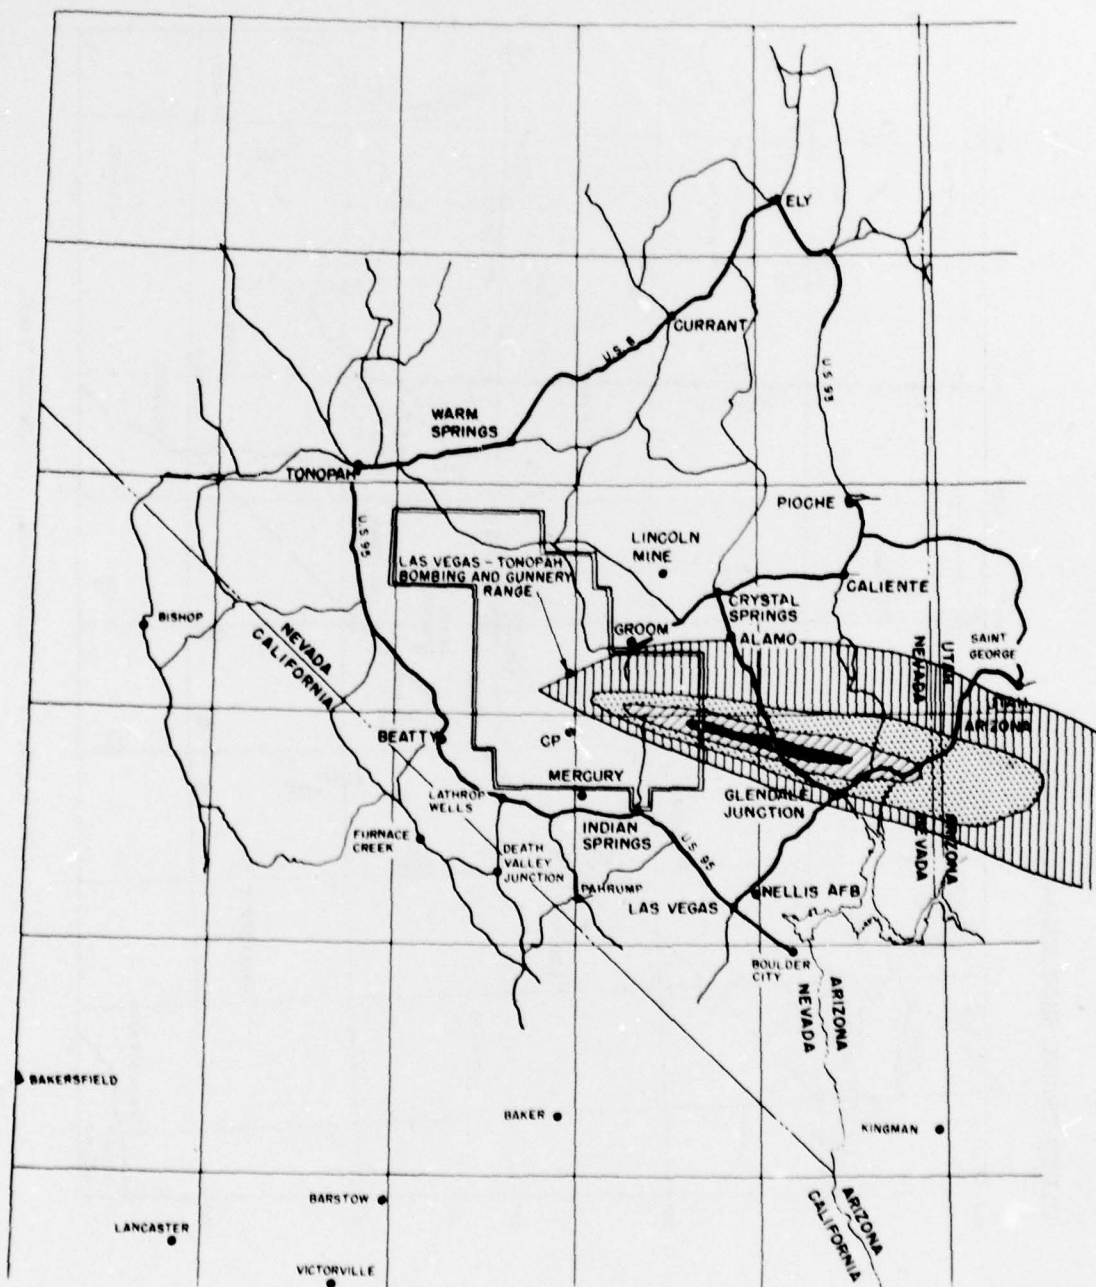 ELY
CURRANT
U.S. 6
U.S. 93
WARM
SPRINGS
TONOPAH
U.S. 95
PIOCHE
LINCOLN
MINE
LAS VEGAS - TONOPAH
BOMBING AND GUNNERY
RANGE
CALIENTE
CRYSTAL
SPRINGS
BISHOP
GROOM
ALAMO
NEVADA
CALIFORNIA
NEVADA
UTAH
SAINT
GEORGE
UTAH
ARIZONA
BEATTY
CP
MERCURY
LATHROP
WELLS
GLENDALE
JUNCTION
FURNACE
CREEK
INDIAN
SPRINGS
U.S. 95
NEVADA
ARIZONA
DEATH
VALLEY
JUNCTION
PAHRUMP
NELLIS AFB
LAS VEGAS
BOULDER
CITY
NEVADA
ARIZONA
BAKERSFIELD
BAKER
KINGMAN
BARSTOW
ARIZONA
CALIFORNIA
LANCASTER
VICTORVILLE